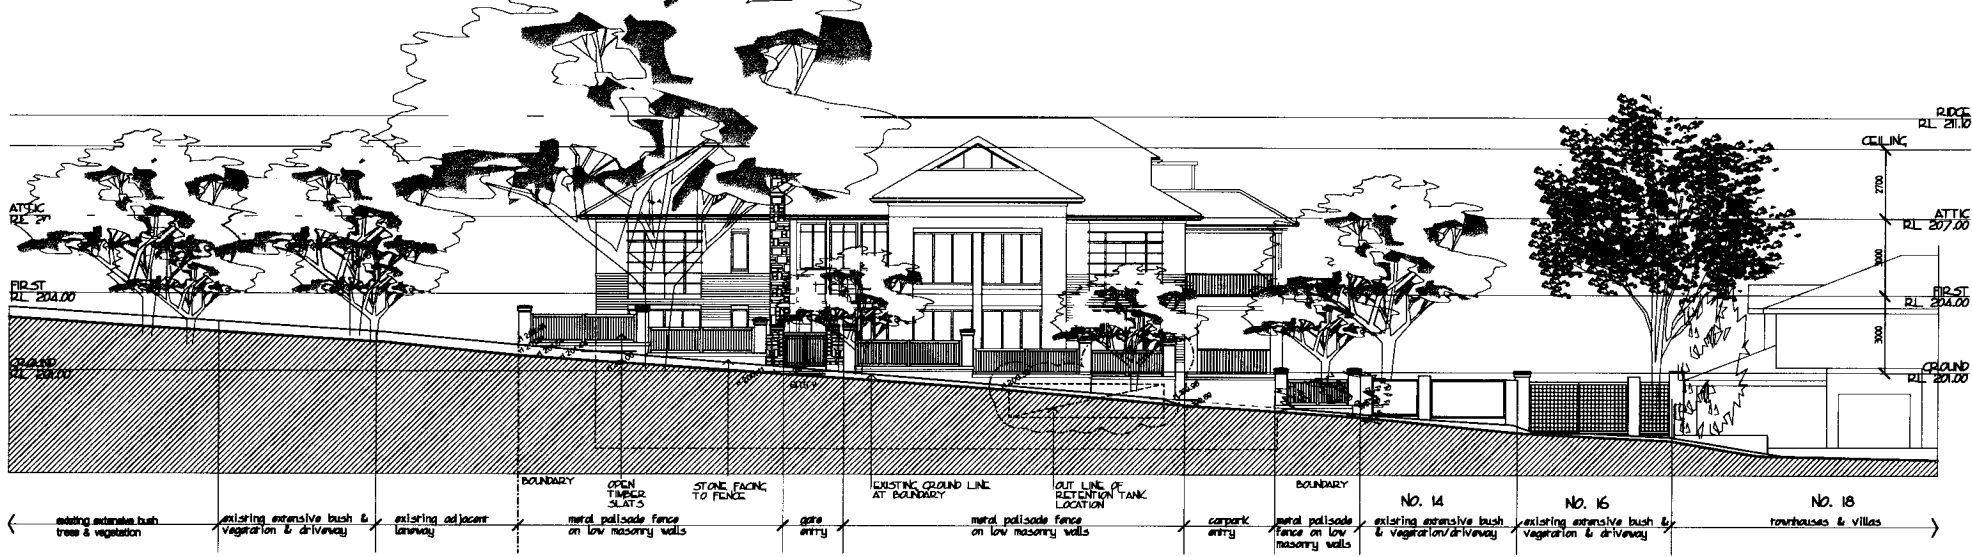 RIDGE
RL 211.10
CEILING
2700
ATTIC
RL 2
ATTIC
RL 207.00
3000
FIRST
RL 204.00
FIRST
RL 204.00
3000
GROUND
RL 201.00
GROUND
RL 201.00
entry
BOUNDARY
OPEN
TIMBER
SLATS
STONE FACING
TO FENCE
EXISTING GROUND LINE
AT BOUNDARY
OUT LINE OF
RETENTION TANK
LOCATION
BOUNDARY
NO. 14
NO. 16
NO. 18
existing extensive bush
trees & vegetation
existing extensive bush &
vegetation & driveway
existing adjacent
laneway
metal palisade fence
on low masonry walls
gate
entry
metal palisade fence
on low masonry walls
carpark
entry
metal palisade
fence on low
masonry walls
existing extensive bush
& vegetation/driveway
existing extensive bush &
vegetation & driveway
townhouses & villas